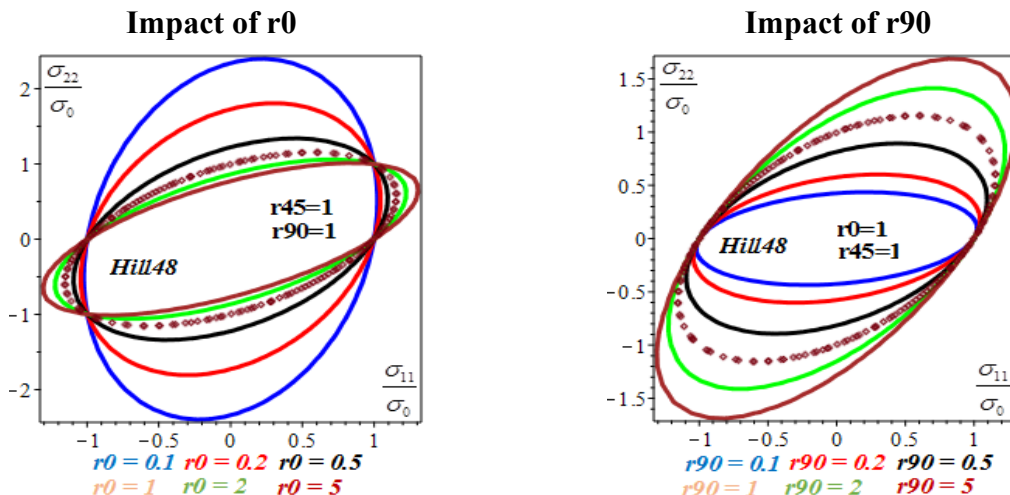 Impact of r0
σ22
σ0
2
1
0
-1
-2
r45=1
r90=1
Hill48
σ11
σ0
-1 -0.5 0 0.5 1
r0 = 0.1 r0 = 0.2 r0 = 0.5
r0 = 1 r0 = 2 r0 = 5
Impact of r90
σ22
σ0
1.5
1
0.5
0
-0.5
-1
-1.5
r0=1
r45=1
Hill48
σ11
σ0
-1 -0.5 0 0.5 1
r90 = 0.1 r90 = 0.2 r90 = 0.5
r90 = 1 r90 = 2 r90 = 5